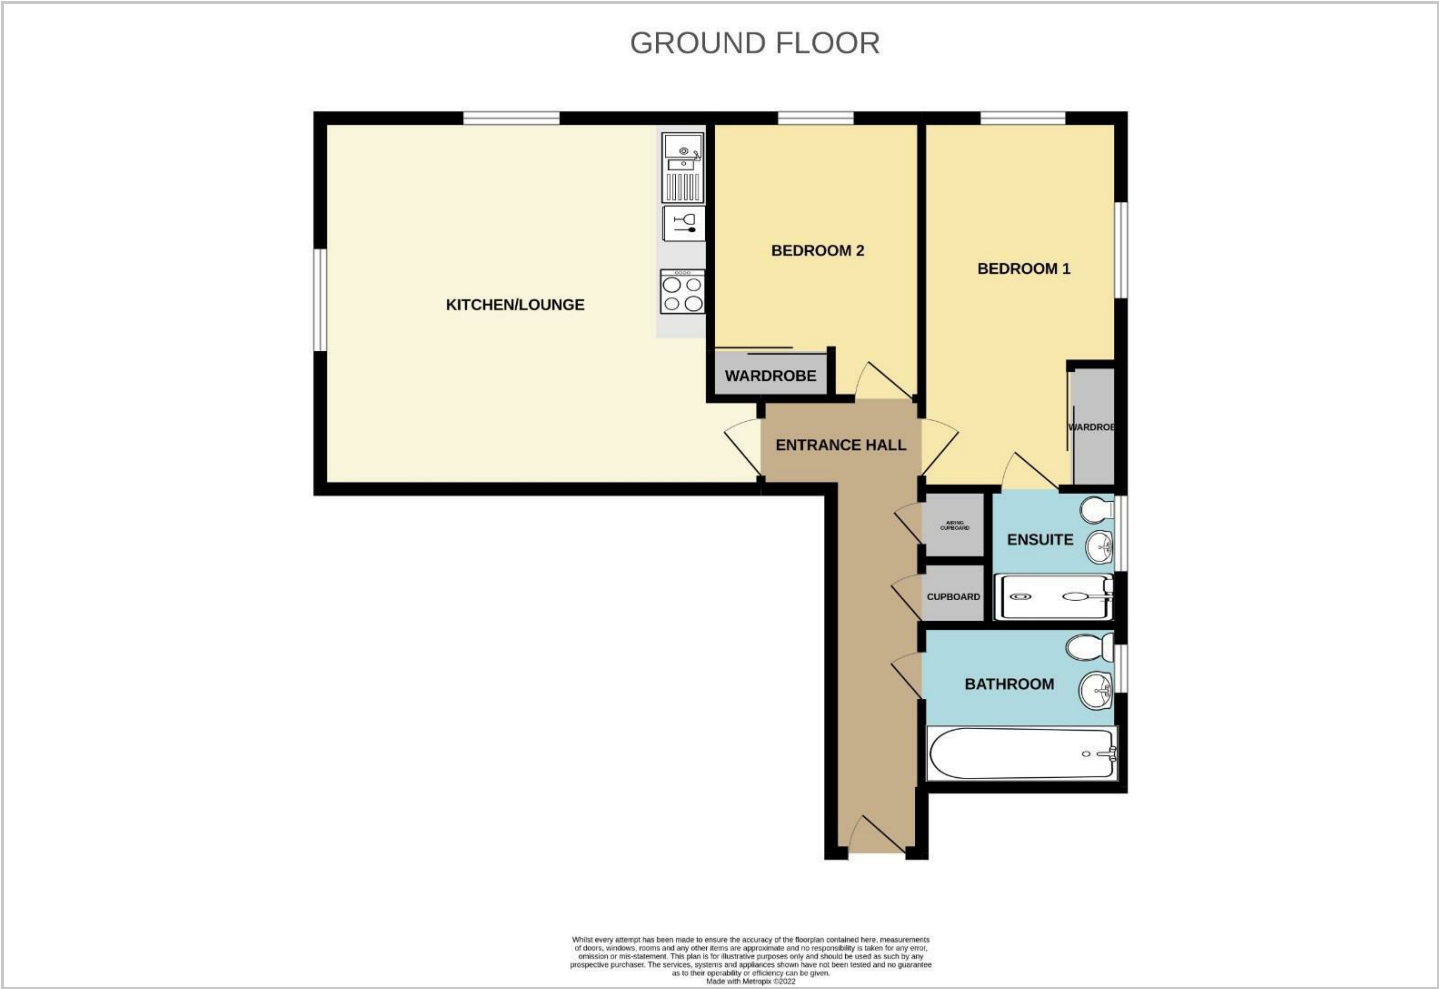 GROUND FLOOR
KITCHEN/LOUNGE
BEDROOM 2
BEDROOM 1
WARDROBE
WARDROBE
ENTRANCE HALL
AIRING
CUPBOARD
ENSUITE
CUPBOARD
BATHROOM
Whilst every attempt has been made to ensure the accuracy of the floorplan contained here, measurements
of doors, windows, rooms and any other items are approximate and no responsibility is taken for any error,
omission or mis-statement. This plan is for illustrative purposes only and should be used as such by any
prospective purchaser. The services, systems and appliances shown have not been tested and no guarantee
as to their operability or efficiency can be given.
Made with Metropix ©2022